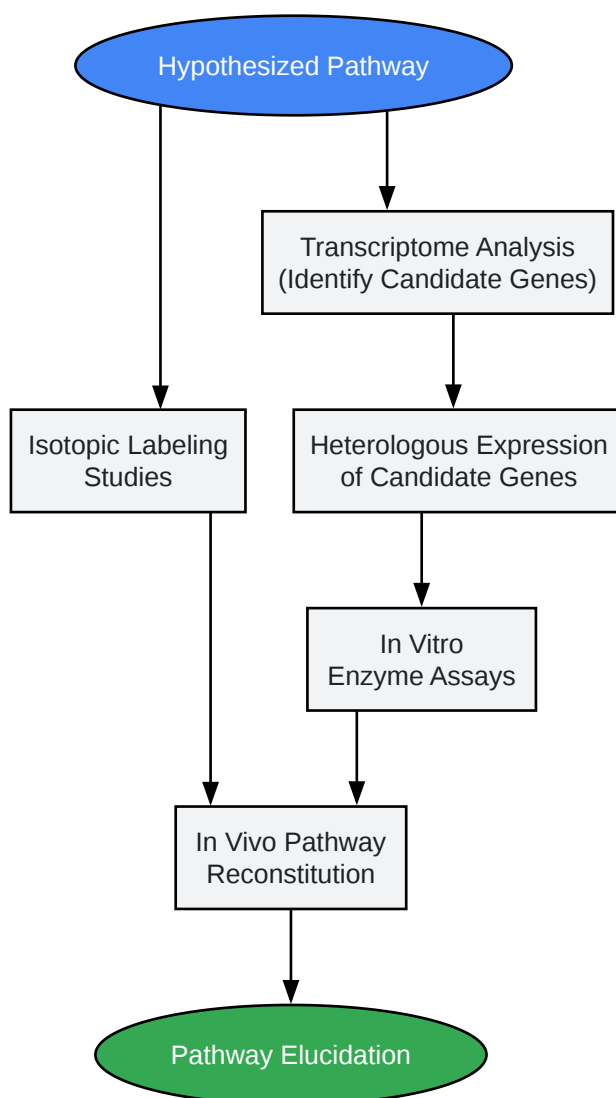 Hypothesized Pathway
Transcriptome Analysis
(Identify Candidate Genes)
Isotopic Labeling
Studies
Heterologous Expression
of Candidate Genes
In Vitro
Enzyme Assays
In Vivo Pathway
Reconstitution
Pathway Elucidation